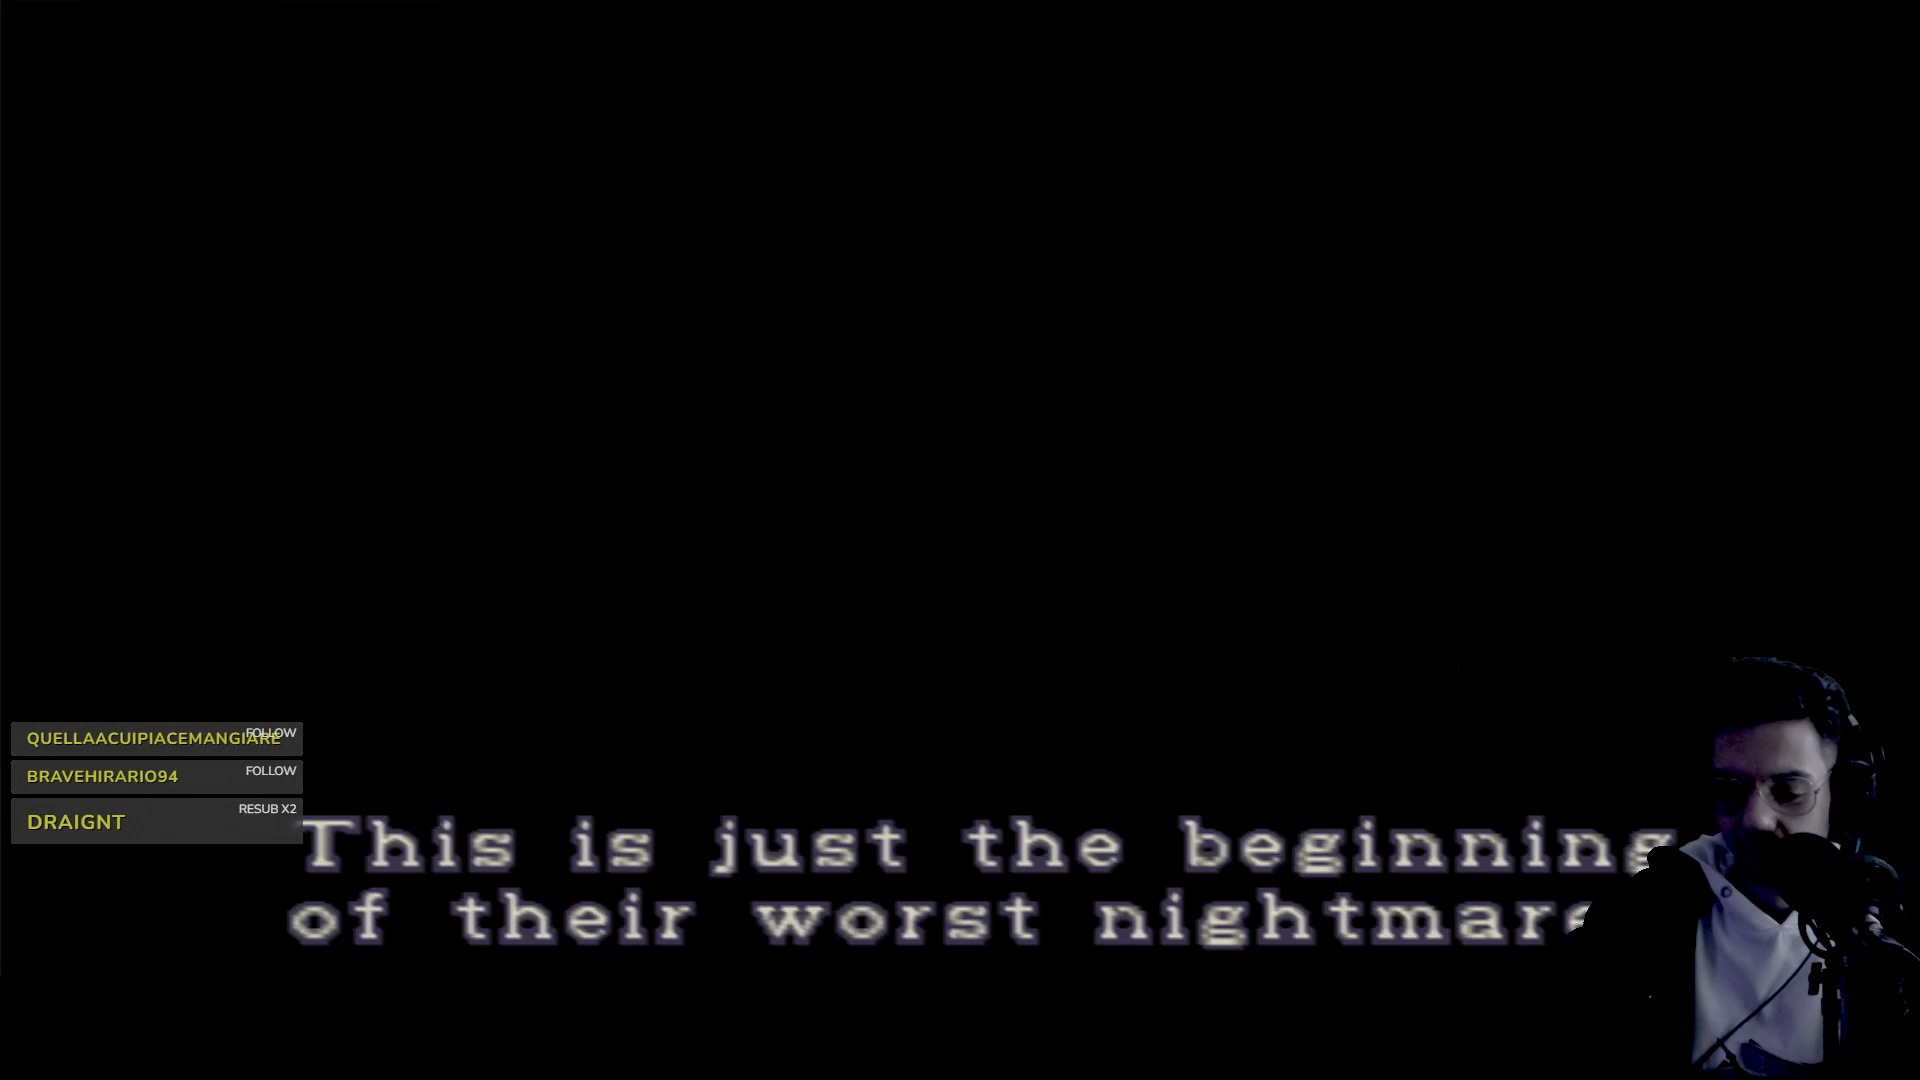 QUELLAACUIPIACEMANGIARE FOLLOW
BRAVEHIRARIO94 FOLLOW
DRAIGNT RESUB X2
This is just the beginning
of their worst nightmare